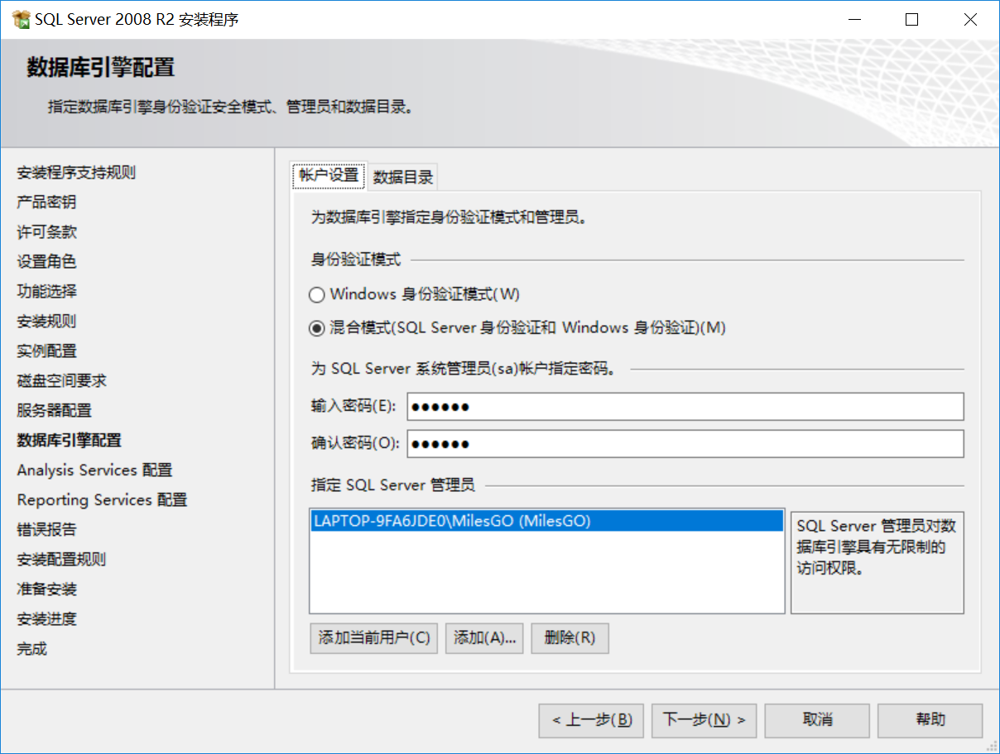 SQL Server 2008 R2 安装程序
数据库引擎配置
指定数据库引擎身份验证安全模式、管理员和数据目录。
安装程序支持规则
产品密钥
许可条款
设置角色
功能选择
安装规则
实例配置
磁盘空间要求
服务器配置
数据库引擎配置
Analysis Services 配置
Reporting Services 配置
错误报告
安装配置规则
准备安装
安装进度
完成
帐户设置 数据目录
为数据库引擎指定身份验证模式和管理员。
身份验证模式
Windows 身份验证模式(W)
混合模式(SQL Server 身份验证和 Windows 身份验证)(M)
为 SQL Server 系统管理员(sa)帐户指定密码。
输入密码(E): ●●●●●●
确认密码(O): ●●●●●●
指定 SQL Server 管理员
LAPTOP-9FA6JDE0\MilesGO (MilesGO)
SQL Server 管理员对数
据库引擎具有无限制的
访问权限。
添加当前用户(C) 添加(A)... 删除(R)
< 上一步(B) 下一步(N) > 取消 帮助